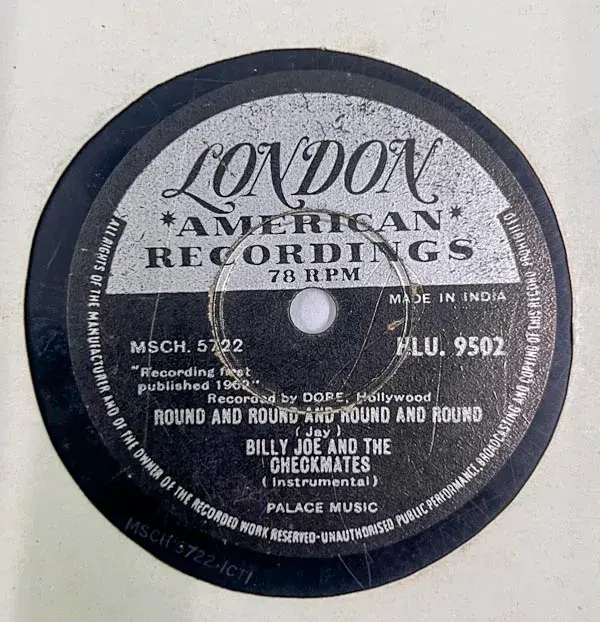 LONDON
*AMERICAN*
RECORDINGS
78 RPM
MADE IN INDIA
MSCH. 5722
HLU. 9502
"Recording first
published 1962"
Recorded by DORE, Hollywood
ROUND AND ROUND AND ROUND AND ROUND
(Jay)
BILLY JOE AND THE
CHECKMATES
(Instrumental)
PALACE MUSIC
ALL RIGHTS OF THE MANUFACTURER AND OF THE OWNER OF THE RECORDED WORK RESERVED-UNAUTHORISED PUBLIC PERFORMANCE BROADCASTING AND COPYING OF THIS RECORD PROHIBITED
MSCH 5722-1CTI